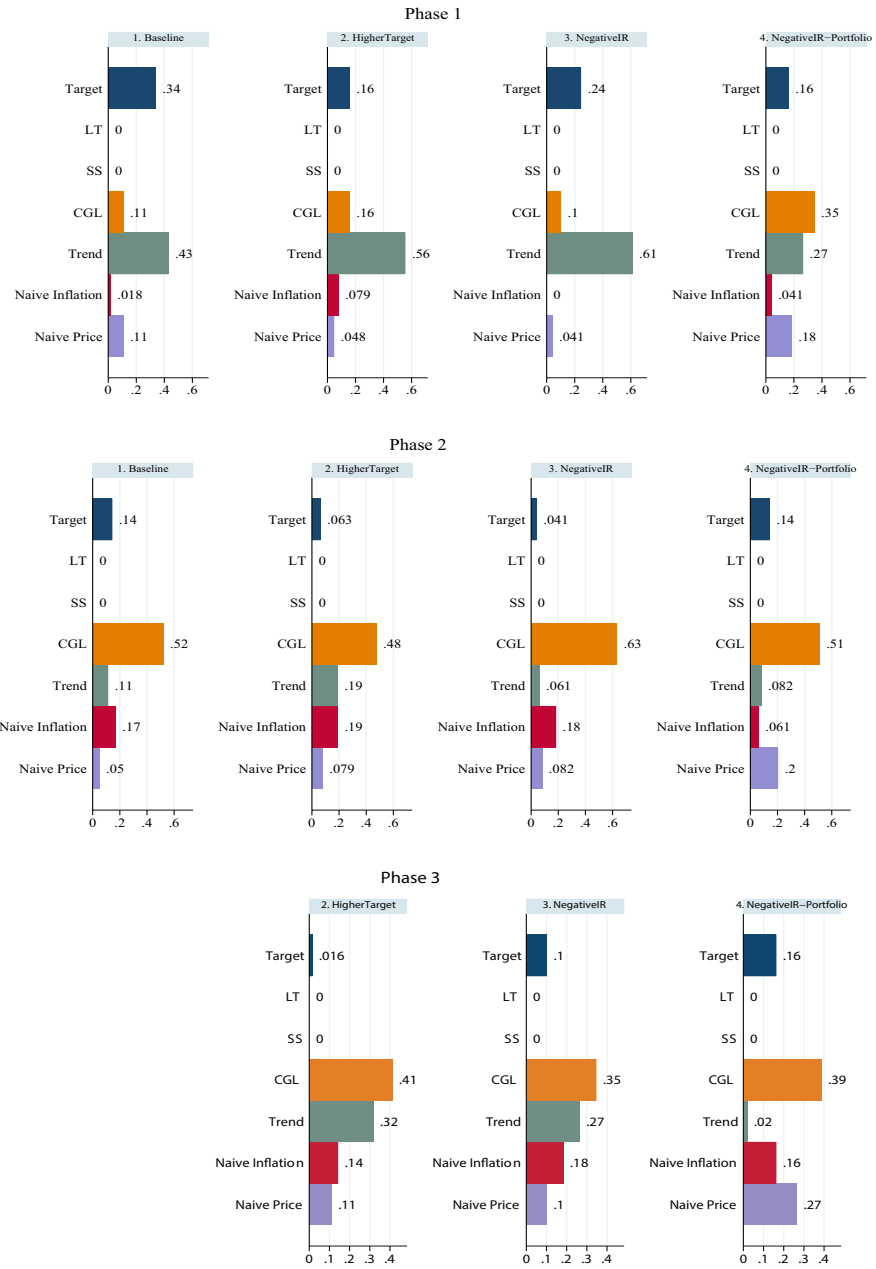 Phase 1
1. Baseline 2. HigherTarget 3. NegativeIR 4. NegativeIR−Portfolio
Target .34 Target .16 Target .24 Target .16
LT 0 LT 0 LT 0 LT 0
SS 0 SS 0 SS 0 SS 0
CGL .11 CGL .16 CGL .1 CGL .35
Trend .43 Trend .56 Trend .61 Trend .27
Naive Inflation .018 Naive Inflation .079 Naive Inflation 0 Naive Inflation .041
Naive Price .11 Naive Price .048 Naive Price .041 Naive Price .18
0 .2 .4 .6 0 .2 .4 .6 0 .2 .4 .6 0 .2 .4 .6
Phase 2
1. Baseline 2. HigherTarget 3. NegativeIR 4. NegativeIR−Portfolio
Target .14 Target .063 Target .041 Target .14
LT 0 LT 0 LT 0 LT 0
SS 0 SS 0 SS 0 SS 0
CGL .52 CGL .48 CGL .63 CGL .51
Trend .11 Trend .19 Trend .061 Trend .082
Naive Inflation .17 Naive Inflation .19 Naive Inflation .18 Naive Inflation .061
Naive Price .05 Naive Price .079 Naive Price .082 Naive Price .2
0 .2 .4 .6 0 .2 .4 .6 0 .2 .4 .6 0 .2 .4 .6
Phase 3
2. HigherTarget 3. NegativeIR 4. NegativeIR−Portfolio
Target .016 Target .1 Target .16
LT 0 LT 0 LT 0
SS 0 SS 0 SS 0
CGL .41 CGL .35 CGL .39
Trend .32 Trend .27 Trend .02
Naive Inflation .14 Naive Inflation .18 Naive Inflation .16
Naive Price .11 Naive Price .1 Naive Price .27
0 .1 .2 .3 .4 0 .1 .2 .3 .4 0 .1 .2 .3 .4